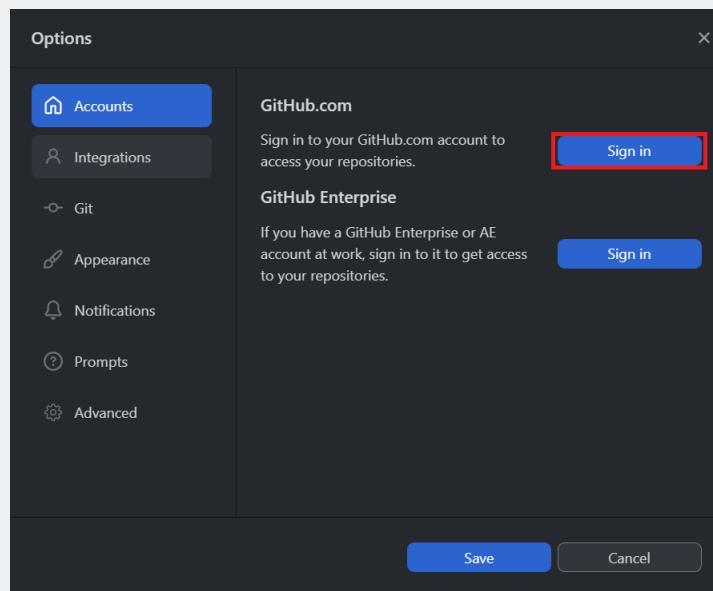 Options
Accounts
Integrations
Git
Appearance
Notifications
Prompts
Advanced
GitHub.com
Sign in to your GitHub.com account to
access your repositories.
Sign in
GitHub Enterprise
If you have a GitHub Enterprise or AE
account at work, sign in to it to get access
to your repositories.
Sign in
Save
Cancel